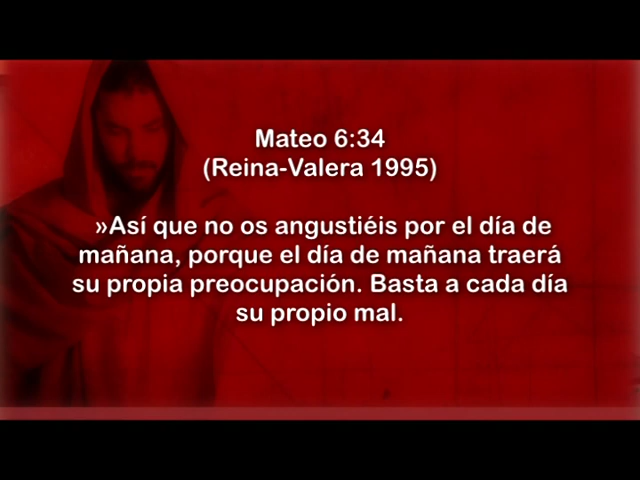 Mateo 6:34
(Reina-Valera 1995)
»Así que no os angustiéis por el día de
mañana, porque el día de mañana traerá
su propia preocupación. Basta a cada día
su propio mal.